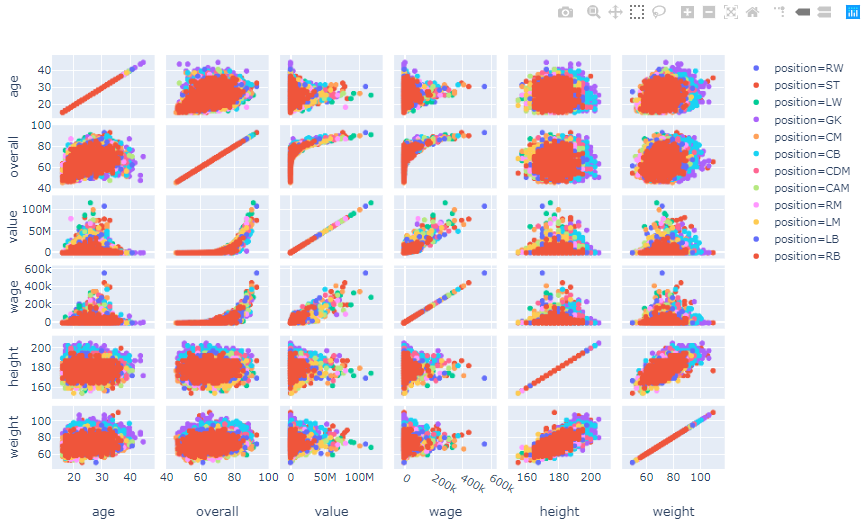 age
40
20
overall
100
80
60
40
value
100M
50M
0
wage
600k
400k
200k
0
height
200
180
160
weight
100
80
60
20 40
40 60 80 100
0 50M 100M
0 200k 400k 600k
160 180 200
60 80 100
age overall value wage height weight
position=RW
position=ST
position=LW
position=GK
position=CM
position=CB
position=CDM
position=CAM
position=RM
position=LM
position=LB
position=RB